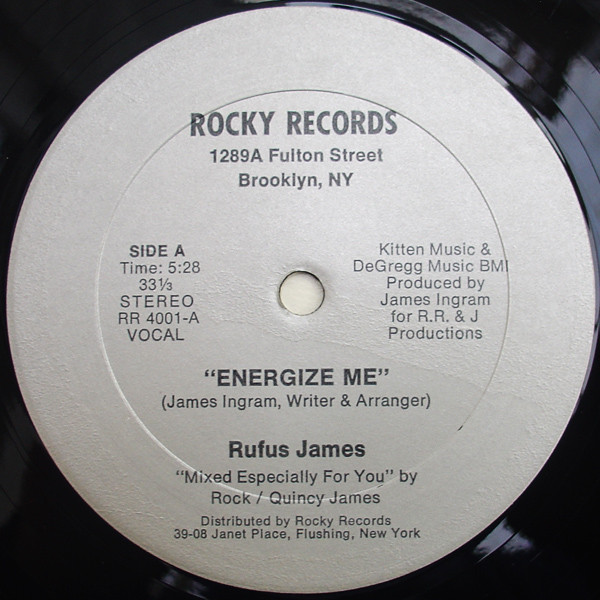 ROCKY RECORDS
1289A Fulton Street
Brooklyn, NY
SIDE A
Time: 5:28
33⅓
STEREO
RR 4001-A
VOCAL
Kitten Music &
DeGregg Music BMI
Produced by
James Ingram
for R.R. & J
Productions
"ENERGIZE ME"
(James Ingram, Writer & Arranger)
Rufus James
"Mixed Especially For You" by
Rock / Quincy James
Distributed by Rocky Records
39-08 Janet Place, Flushing, New York